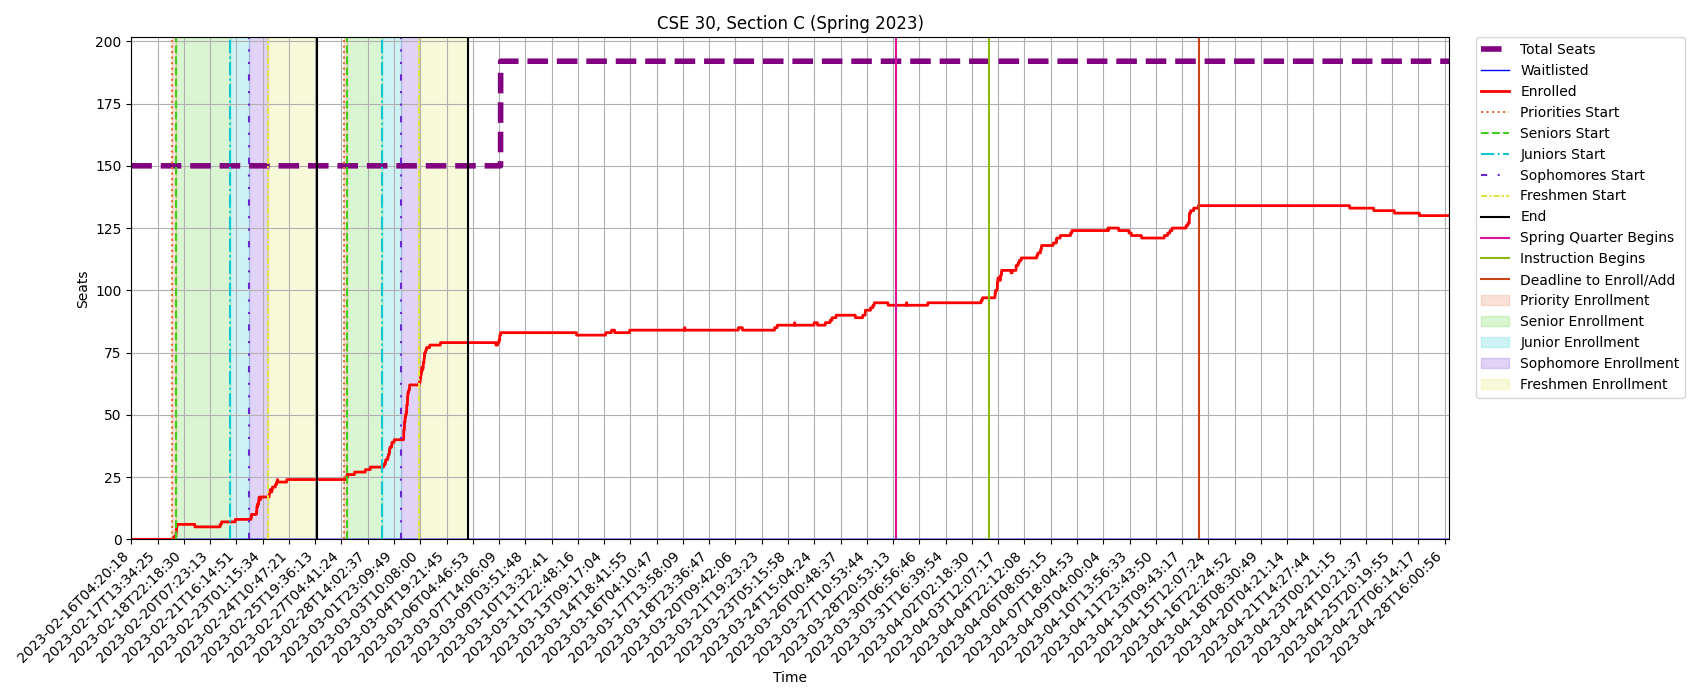 CSE 30, Section C (Spring 2023)
200
175
150
125
100
75
50
25
0
Seats
2023-02-16T04:20:18
2023-02-17T13:34:25
2023-02-18T22:18:30
2023-02-20T07:23:13
2023-02-21T16:14:51
2023-02-23T01:15:34
2023-02-24T10:47:21
2023-02-25T19:36:13
2023-02-27T04:41:24
2023-02-28T14:02:37
2023-03-01T23:09:49
2023-03-03T10:08:00
2023-03-04T19:21:45
2023-03-06T04:46:53
2023-03-07T14:06:09
2023-03-09T03:51:48
2023-03-10T13:32:41
2023-03-11T22:48:16
2023-03-13T09:17:04
2023-03-14T18:41:55
2023-03-16T04:10:47
2023-03-17T13:58:09
2023-03-18T23:36:47
2023-03-20T09:42:06
2023-03-21T19:23:23
2023-03-23T05:15:58
2023-03-24T15:04:24
2023-03-26T00:48:37
2023-03-27T10:53:44
2023-03-28T20:53:13
2023-03-30T06:56:46
2023-03-31T16:39:54
2023-04-02T02:18:30
2023-04-03T12:07:17
2023-04-04T22:12:08
2023-04-06T08:05:15
2023-04-07T18:04:53
2023-04-09T04:00:04
2023-04-10T13:56:33
2023-04-11T23:43:50
2023-04-13T09:43:17
2023-04-15T12:07:24
2023-04-16T22:24:52
2023-04-18T08:30:49
2023-04-20T04:21:14
2023-04-21T14:27:44
2023-04-23T00:21:15
2023-04-24T10:21:37
2023-04-25T20:19:55
2023-04-27T06:14:17
2023-04-28T16:00:56
Time
Total Seats
Waitlisted
Enrolled
Priorities Start
Seniors Start
Juniors Start
Sophomores Start
Freshmen Start
End
Spring Quarter Begins
Instruction Begins
Deadline to Enroll/Add
Priority Enrollment
Senior Enrollment
Junior Enrollment
Sophomore Enrollment
Freshmen Enrollment